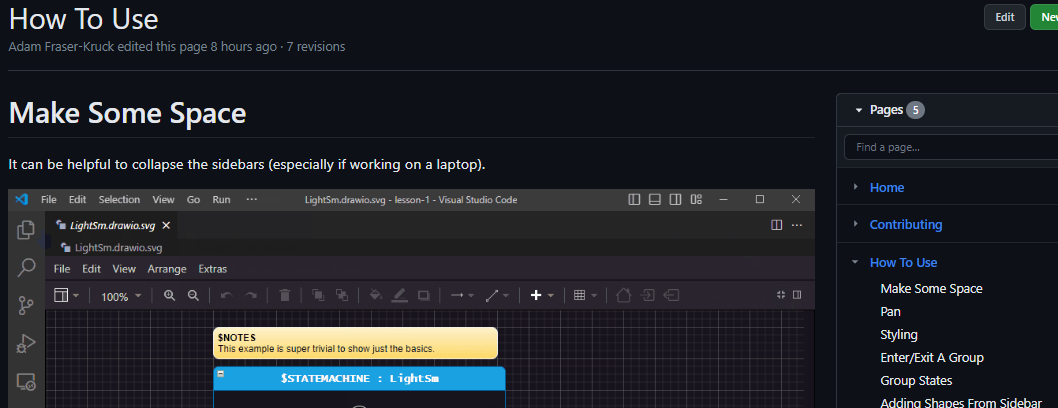 How To Use
Edit
New
Adam Fraser-Kruck edited this page 8 hours ago · 7 revisions
Make Some Space
It can be helpful to collapse the sidebars (especially if working on a laptop).
File Edit Selection View Go Run ··· LightSm.drawio.svg - lesson-1 - Visual Studio Code
LightSm.drawio.svg
LightSm.drawio.svg
File Edit View Arrange Extras
100%
$NOTES
This example is super trivial to show just the basics.
$STATEMACHINE : LightSm
Pages 5
Find a page...
Home
Contributing
How To Use
Make Some Space
Pan
Styling
Enter/Exit A Group
Group States
Adding Shapes From Sidebar